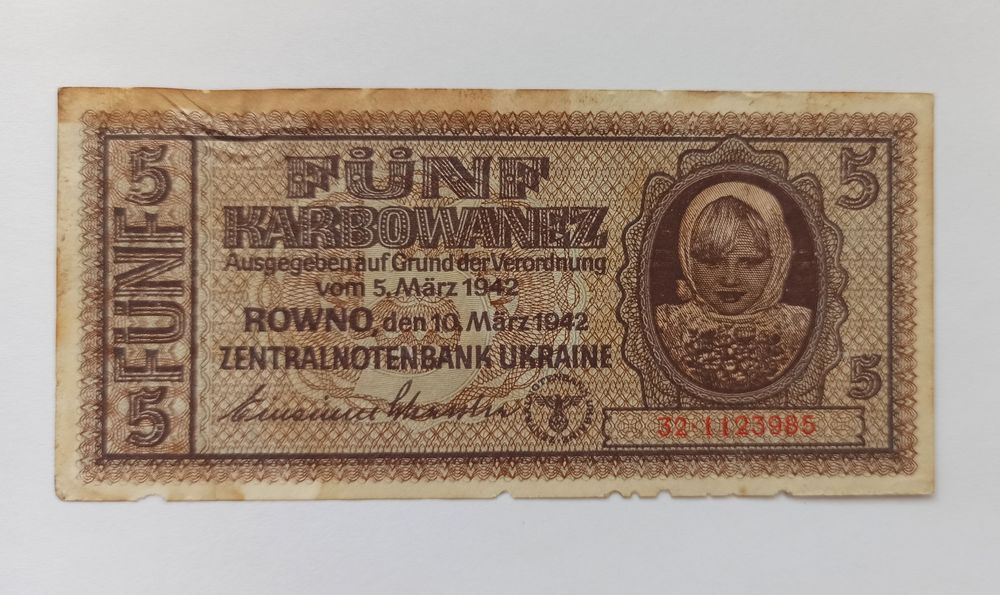 5 FÜNF 5
FÜNF
KARBOWANEZ
Ausgegeben auf Grund der Verordnung
vom 5. März 1942
ROWNO, den 10. März 1942
ZENTRALNOTENBANK UKRAINE
5
5
32·1123985